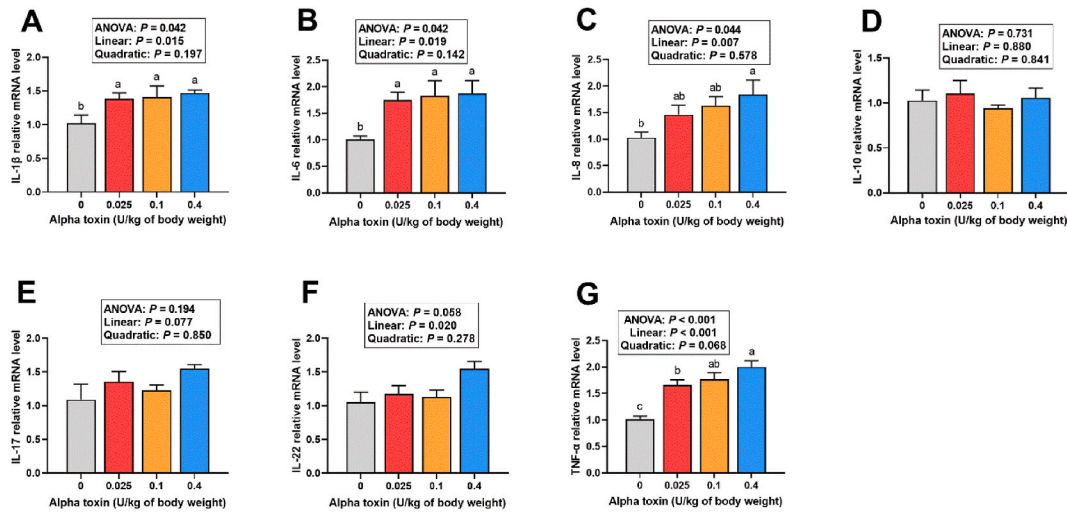 A
ANOVA: P = 0.042
Linear: P = 0.015
Quadratic: P = 0.197
IL-1β relative mRNA level
2.0
1.5
1.0
0.5
0.0
b
a
a
a
0
0.025
0.1
0.4
Alpha toxin (U/kg of body weight)
B
ANOVA: P = 0.042
Linear: P = 0.019
Quadratic: P = 0.142
IL-6 relative mRNA level
2.5
2.0
1.5
1.0
0.5
0.0
b
a
a
a
0
0.025
0.1
0.4
Alpha toxin (U/kg of body weight)
C
ANOVA: P = 0.044
Linear: P = 0.007
Quadratic: P = 0.578
IL-8 relative mRNA level
2.5
2.0
1.5
1.0
0.5
0.0
b
ab
ab
a
0
0.025
0.1
0.4
Alpha toxin (U/kg of body weight)
D
ANOVA: P = 0.731
Linear: P = 0.880
Quadratic: P = 0.841
IL-10 relative mRNA level
1.5
1.0
0.5
0.0
0
0.025
0.1
0.4
Alpha toxin (U/kg of body weight)
E
ANOVA: P = 0.194
Linear: P = 0.077
Quadratic: P = 0.850
IL-17 relative mRNA level
2.0
1.5
1.0
0.5
0.0
0
0.025
0.1
0.4
Alpha toxin (U/kg of body weight)
F
ANOVA: P = 0.058
Linear: P = 0.020
Quadratic: P = 0.278
IL-22 relative mRNA level
2.0
1.5
1.0
0.5
0.0
0
0.025
0.1
0.4
Alpha toxin (U/kg of body weight)
G
ANOVA: P < 0.001
Linear: P < 0.001
Quadratic: P = 0.068
TNF-α relative mRNA level
2.5
2.0
1.5
1.0
0.5
0.0
c
b
ab
a
0
0.025
0.1
0.4
Alpha toxin (U/kg of body weight)